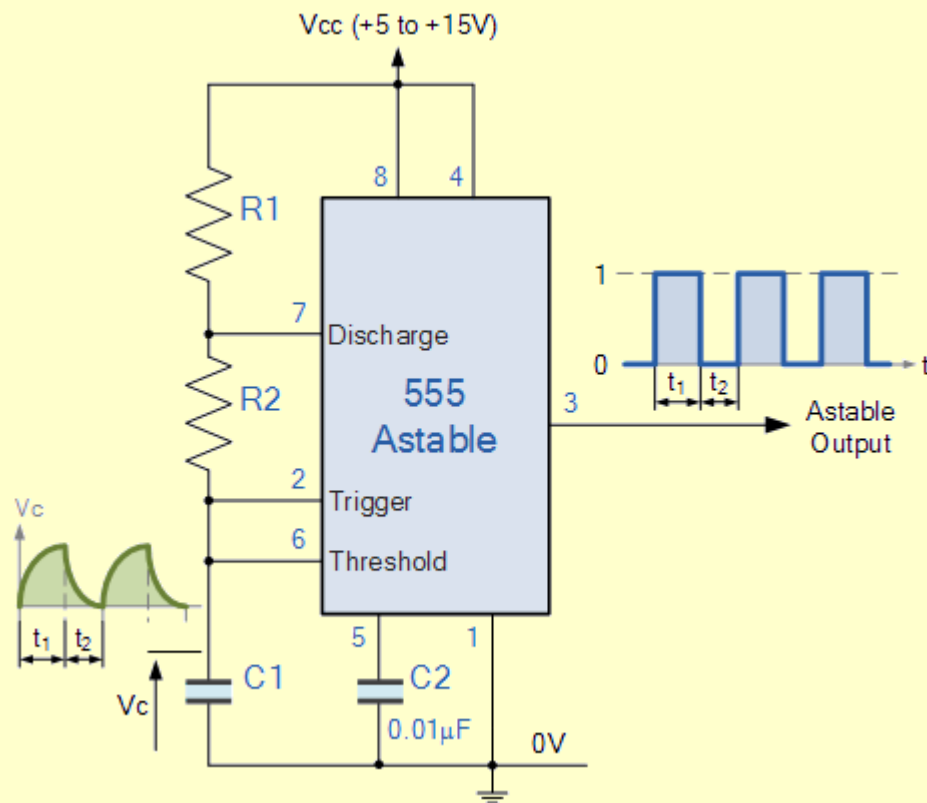 Vcc (+5 to +15V)
8
4
R1
7
Discharge
1
0
t₁
t₂
t
R2
555
Astable
3
Astable
Output
2
Trigger
Vc
6
Threshold
t₁
t₂
5
1
Vc
C1
C2
0.01µF
0V